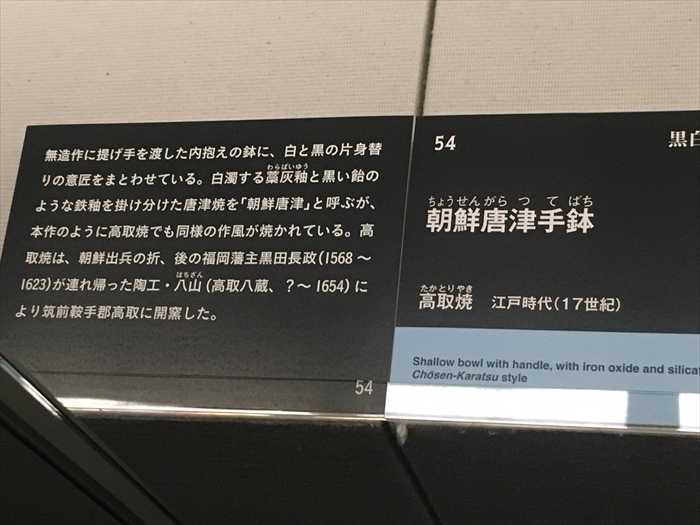 無造作に提げ手を渡した内抱えの鉢に、白と黒の片身替
りの意匠をまとわせている。白濁する藁灰釉と黒い飴の
わらばいゆう
ような鉄釉を掛け分けた唐津焼を「朝鮮唐津」と呼ぶが、
本作のように高取焼でも同様の作風が焼かれている。高
取焼は、朝鮮出兵の折、後の福岡藩主黒田長政(1568～
1623)が連れ帰った陶工・八山(高取八蔵、？～1654)に
はちざん
より筑前鞍手郡高取に開窯した。
54
54
黒白
ちょうせんがらつてばち
朝鮮唐津手鉢
たかとりやき
高取焼 江戸時代(17世紀)
Shallow bowl with handle, with iron oxide and
Chōsen-Karatsu style